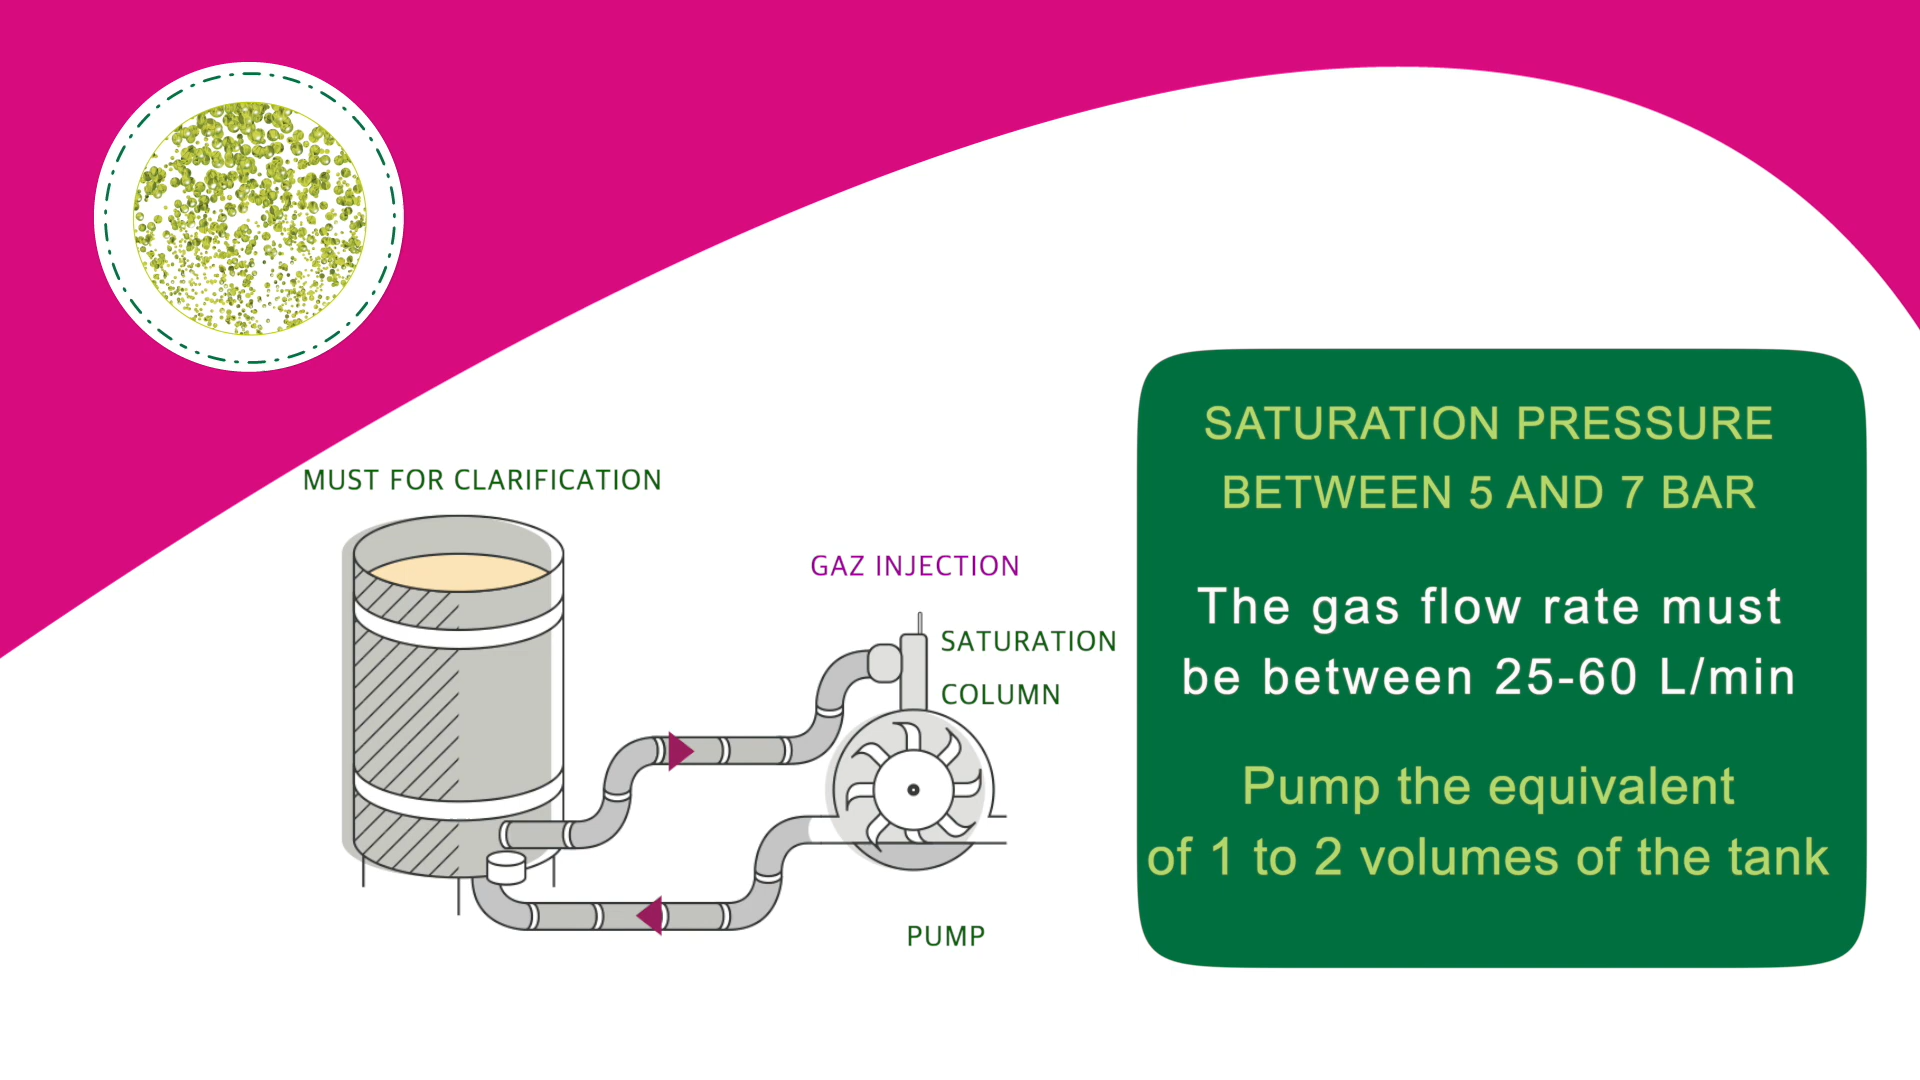 MUST FOR CLARIFICATION
GAZ INJECTION
SATURATION
COLUMN
PUMP
SATURATION PRESSURE
BETWEEN 5 AND 7 BAR
The gas flow rate must
be between 25-60 L/min
Pump the equivalent
of 1 to 2 volumes of the tank